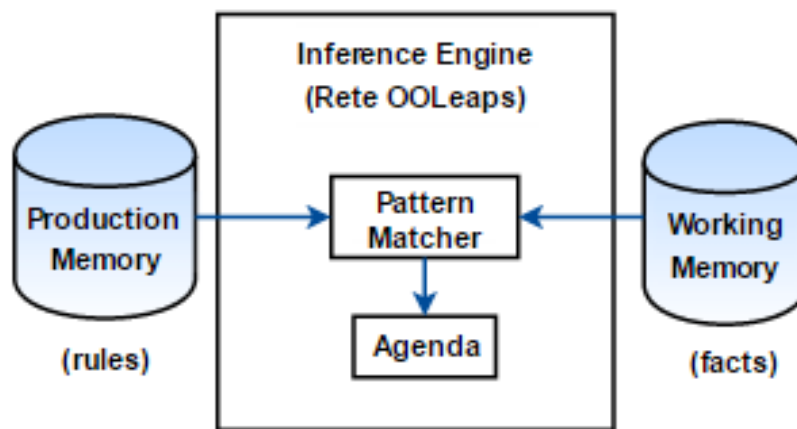 Inference Engine
(Rete OOLeaps)
Production
Memory
(rules)
Pattern
Matcher
Agenda
Working
Memory
(facts)